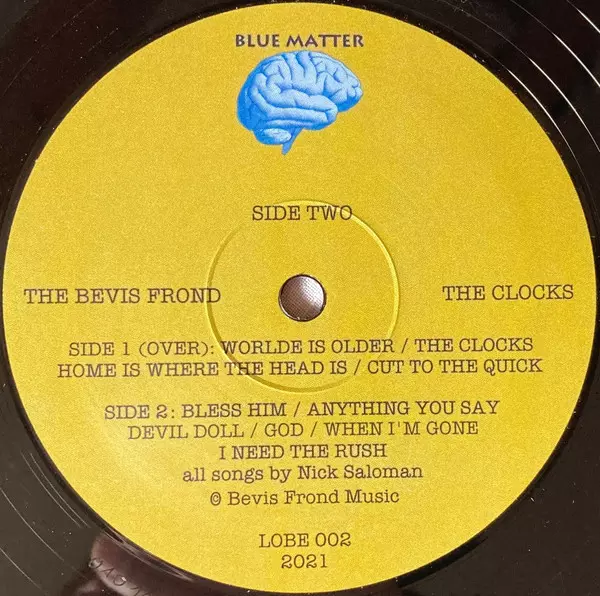 BLUE MATTER
SIDE TWO
THE BEVIS FROND
THE CLOCKS
SIDE 1 (OVER): WORLDE IS OLDER / THE CLOCKS
HOME IS WHERE THE HEAD IS / CUT TO THE QUICK
SIDE 2: BLESS HIM / ANYTHING YOU SAY
DEVIL DOLL / GOD / WHEN I'M GONE
I NEED THE RUSH
all songs by Nick Saloman
℗ Bevis Frond Music
LOBE 002
2021